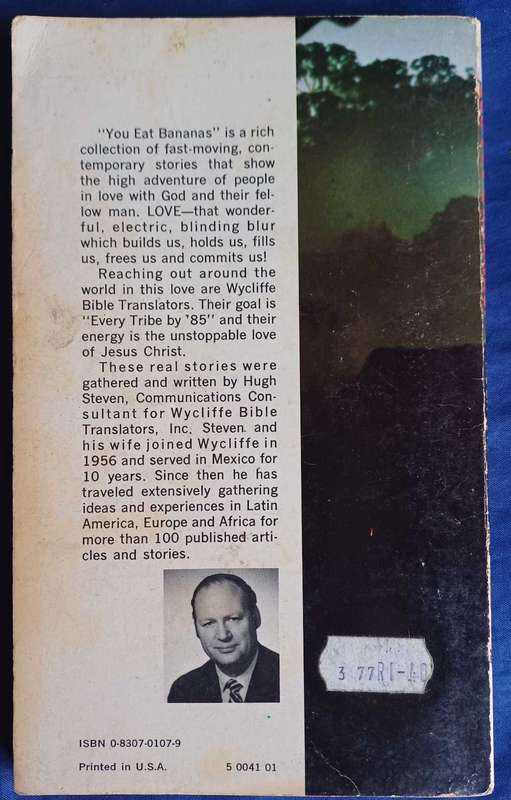 "You Eat Bananas" is a rich
collection of fast-moving, con-
temporary stories that show
the high adventure of people
in love with God and their fel-
low man. LOVE—that wonder-
ful, electric, blinding blur
which builds us, holds us, fills
us, frees us and commits us!
Reaching out around the
world in this love are Wycliffe
Bible Translators. Their goal is
"Every Tribe by '85" and their
energy is the unstoppable love
of Jesus Christ.
These real stories were
gathered and written by Hugh
Steven, Communications Con-
sultant for Wycliffe Bible
Translators, Inc. Steven and
his wife joined Wycliffe in
1956 and served in Mexico for
10 years. Since then he has
traveled extensively gathering
ideas and experiences in Latin
America, Europe and Africa for
more than 100 published arti-
cles and stories.
3 77RI-
ISBN 0-8307-0107-9
Printed in U.S.A. 5 0041 01